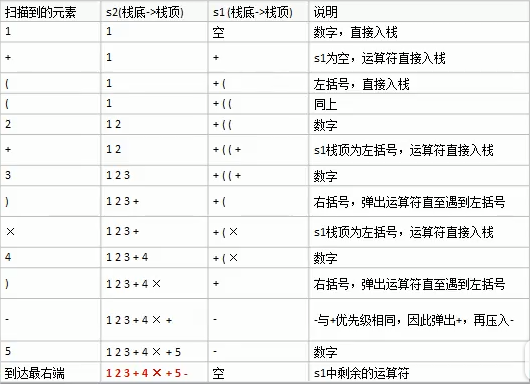 扫描到的元素 s2(栈底->栈顶) s1 (栈底->栈顶) 说明
1 1 空 数字，直接入栈
+ 1 + s1为空，运算符直接入栈
( 1 + ( 左括号，直接入栈
( 1 + ( ( 同上
2 1 2 + ( ( 数字
+ 1 2 + ( ( + s1栈顶为左括号，运算符直接入栈
3 1 2 3 + ( ( + 数字
) 1 2 3 + + ( 右括号，弹出运算符直至遇到左括号
× 1 2 3 + + ( × s1栈顶为左括号，运算符直接入栈
4 1 2 3 + 4 + ( × 数字
) 1 2 3 + 4 × + 右括号，弹出运算符直至遇到左括号
- 1 2 3 + 4 × + - -与+优先级相同，因此弹出+，再压入-
5 1 2 3 + 4 × + 5 - 数字
到达最右端 1 2 3 + 4 × + 5 - 空 s1中剩余的运算符